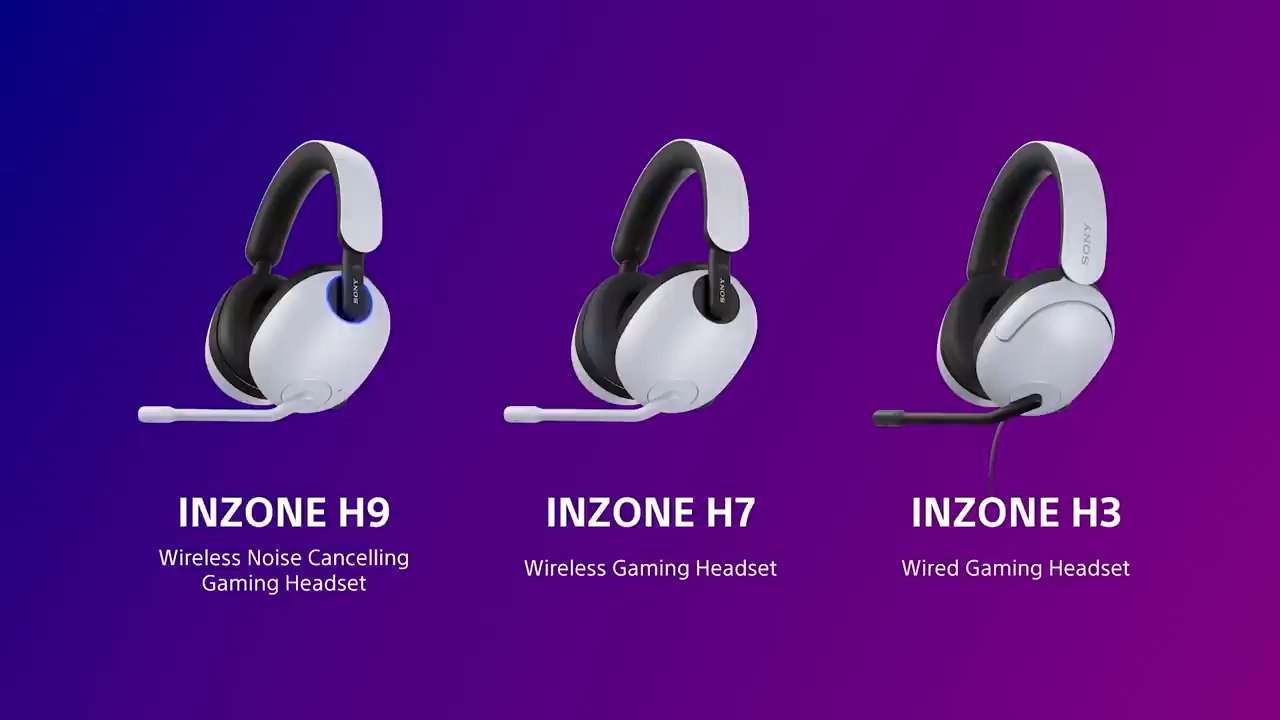 SONY
SONY
SONY
INZONE H9
Wireless Noise Cancelling
Gaming Headset
INZONE H7
Wireless Gaming Headset
INZONE H3
Wired Gaming Headset